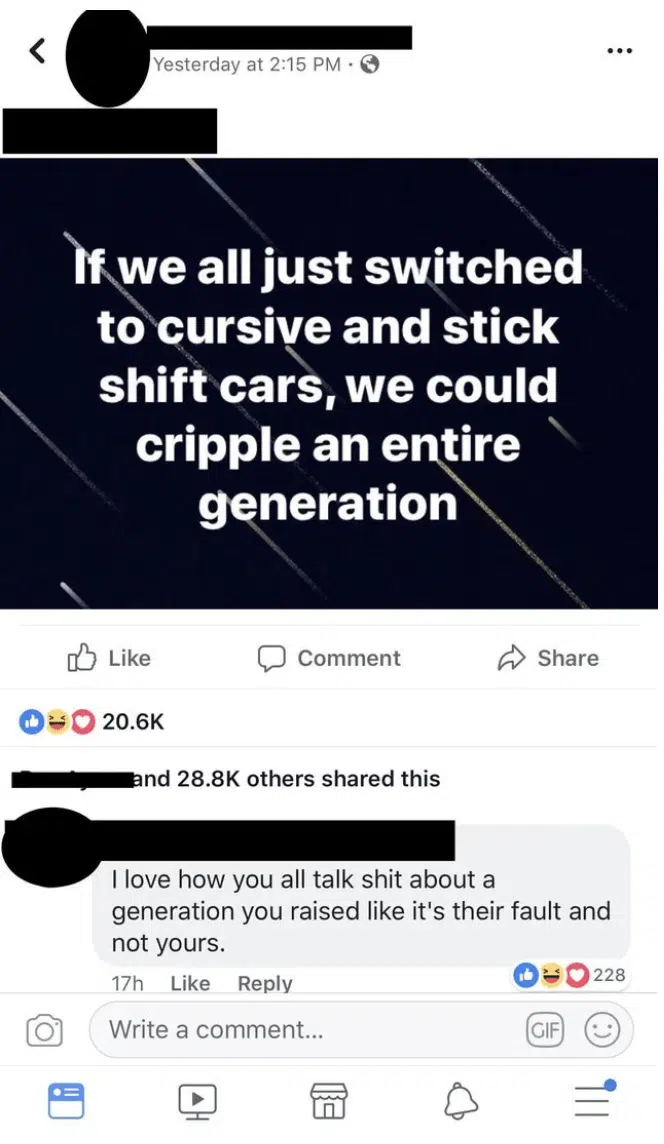 Yesterday at 2:15 PM ·
If we all just switched
to cursive and stick
shift cars, we could
cripple an entire
generation
Like Comment Share
20.6K
and 28.8K others shared this
I love how you all talk shit about a
generation you raised like it's their fault and
not yours.
17h Like Reply 228
Write a comment... GIF